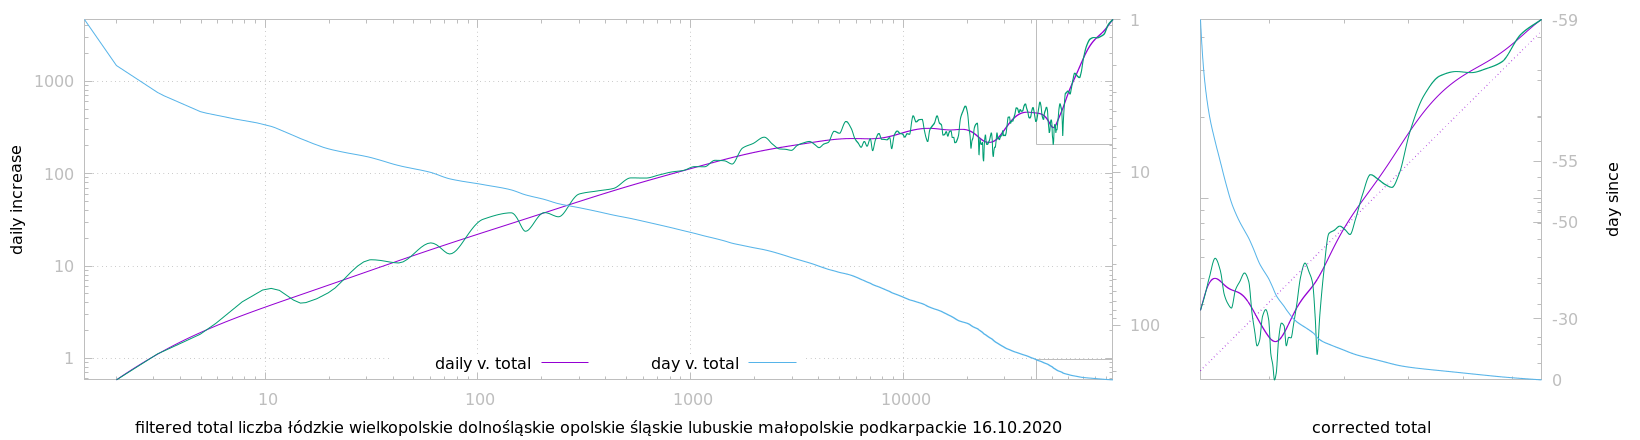 1
-59
1000
daily increase
-55
100
10
day since
-50
10
-30
100
1
daily v. total
day v. total
0
10
100
1000
10000
filtered total liczba łódzkie wielkopolskie dolnośląskie opolskie śląskie lubuskie małopolskie podkarpackie 16.10.2020
corrected total